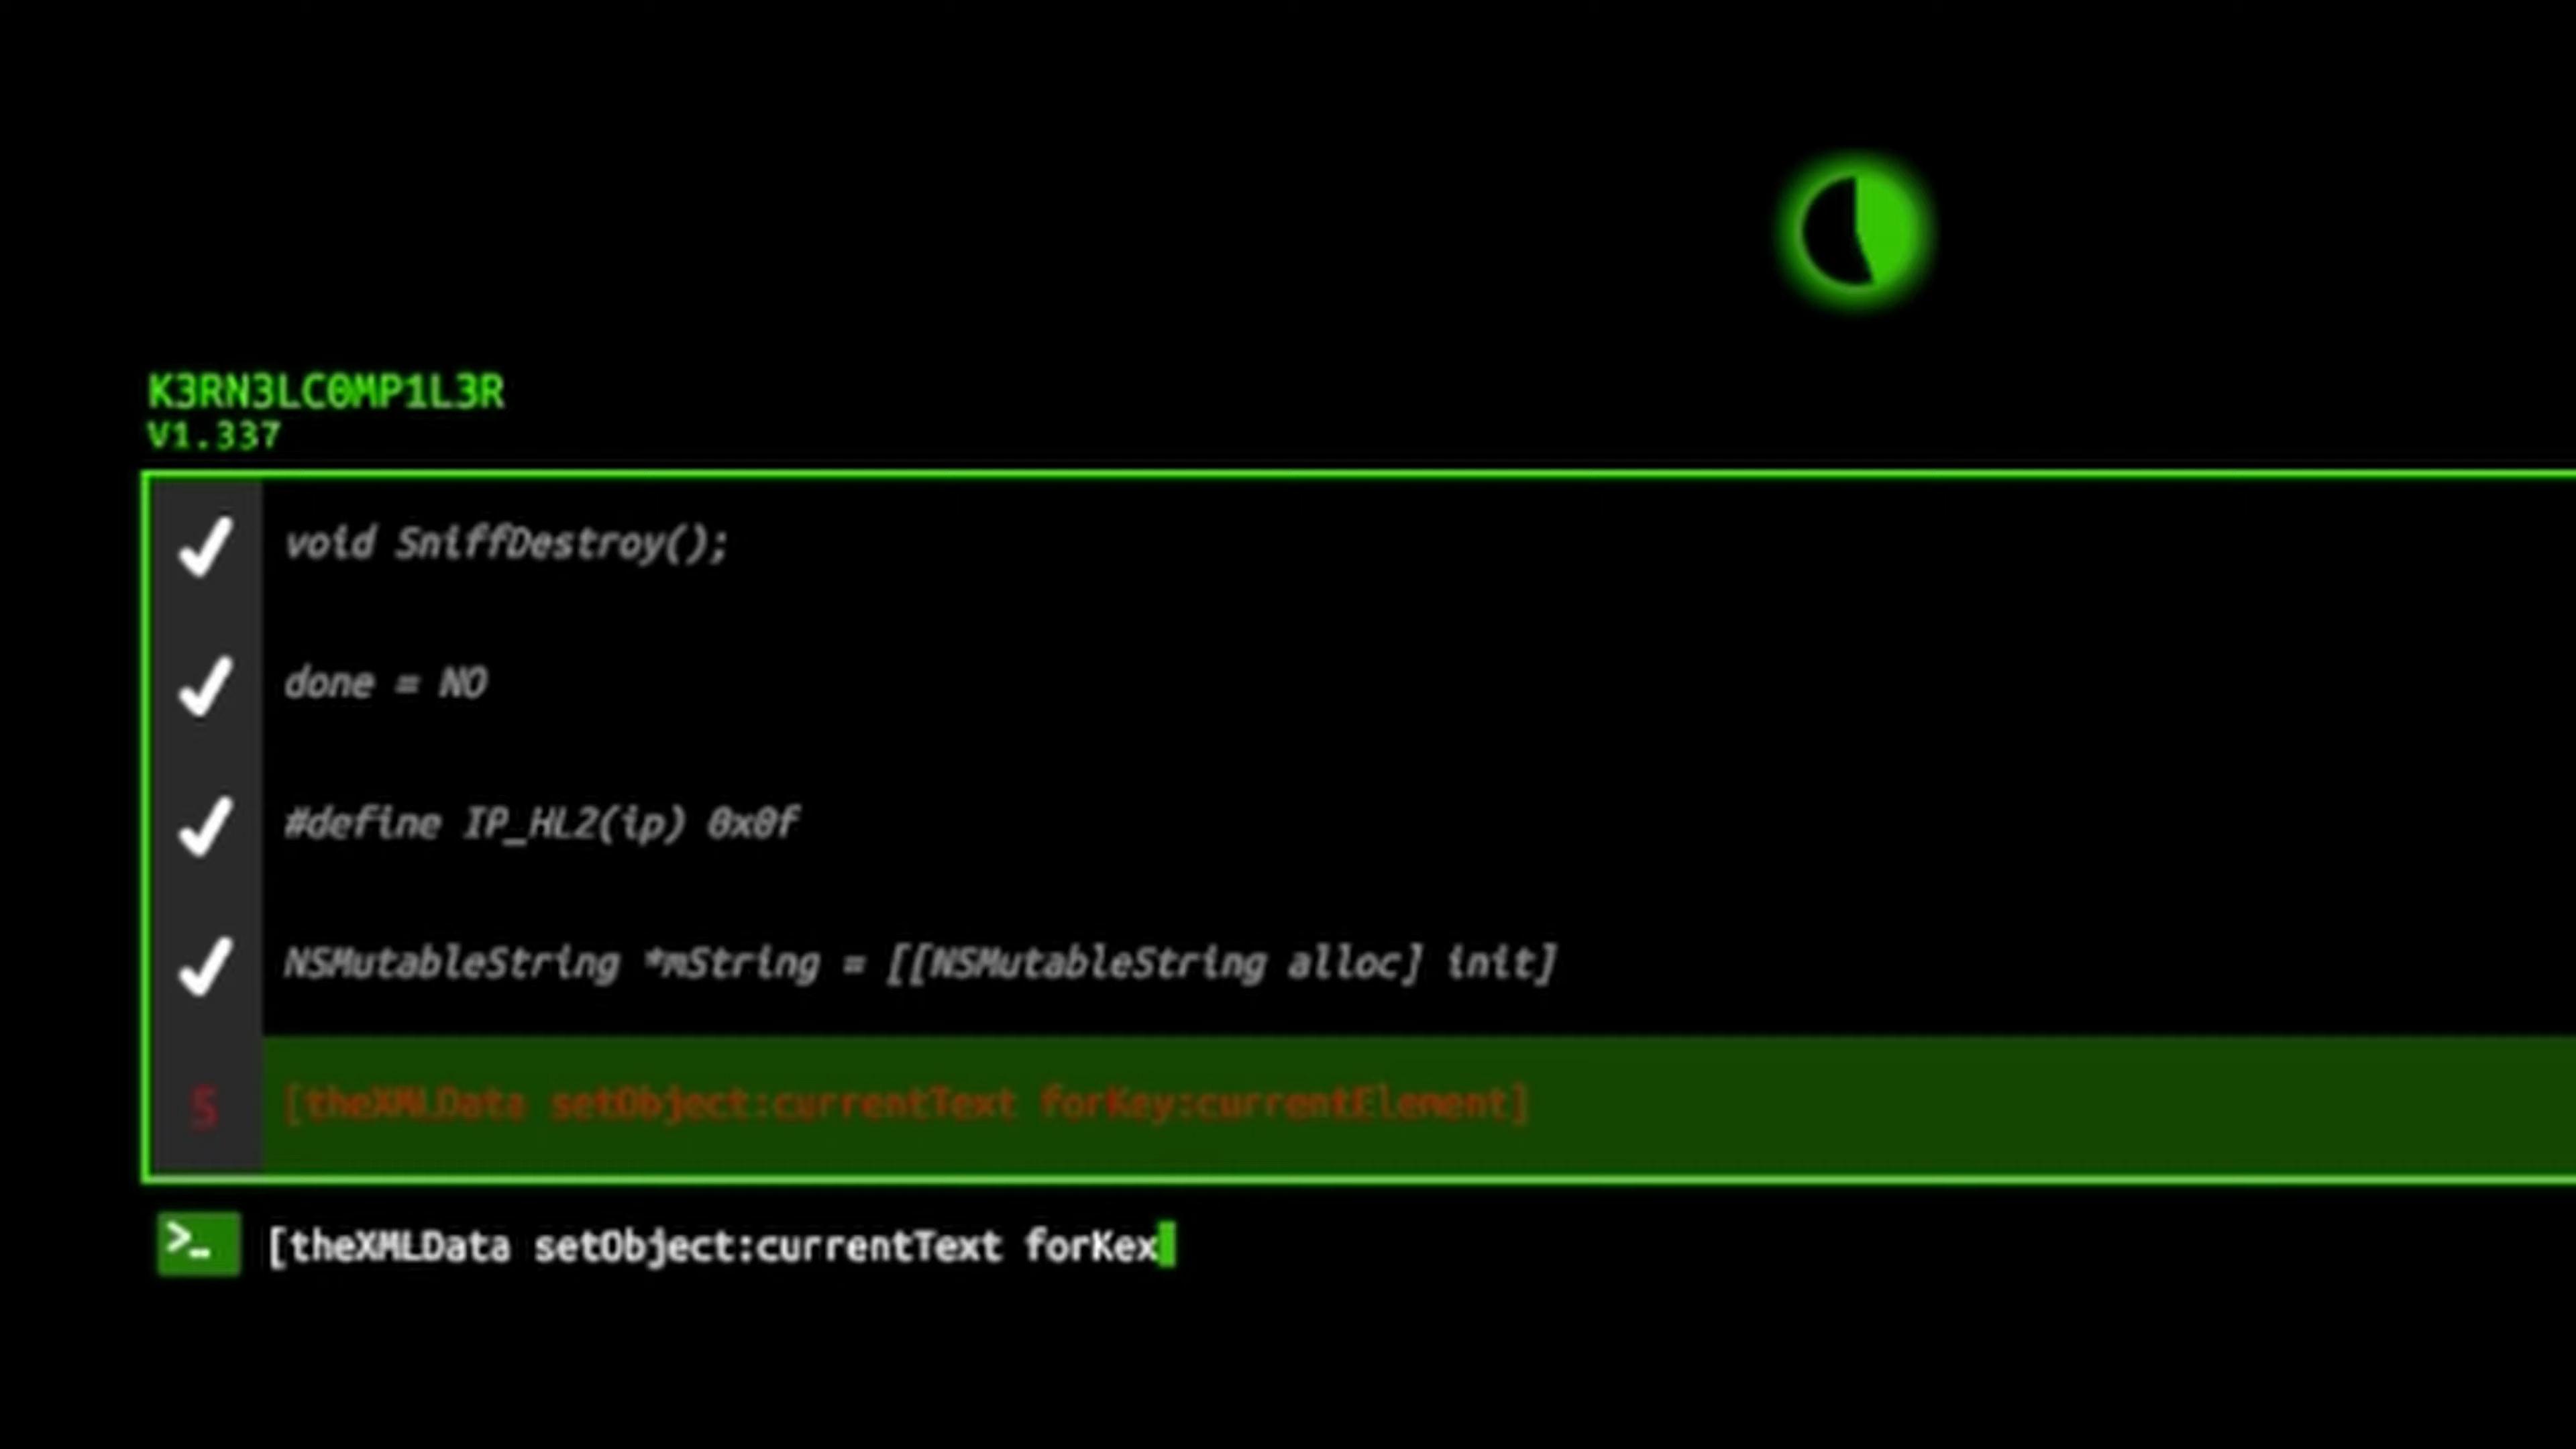 K3RN3LC0MP1L3R
V1.337
void SniffDestroy();
done = NO
#define IP_HL2(ip) 0x0f
NSMutableString *mString = [[NSMutableString alloc] init]
5 [theXMLData setObject:currentText forKey:currentElement]
>_ [theXMLData setObject:currentText forKex